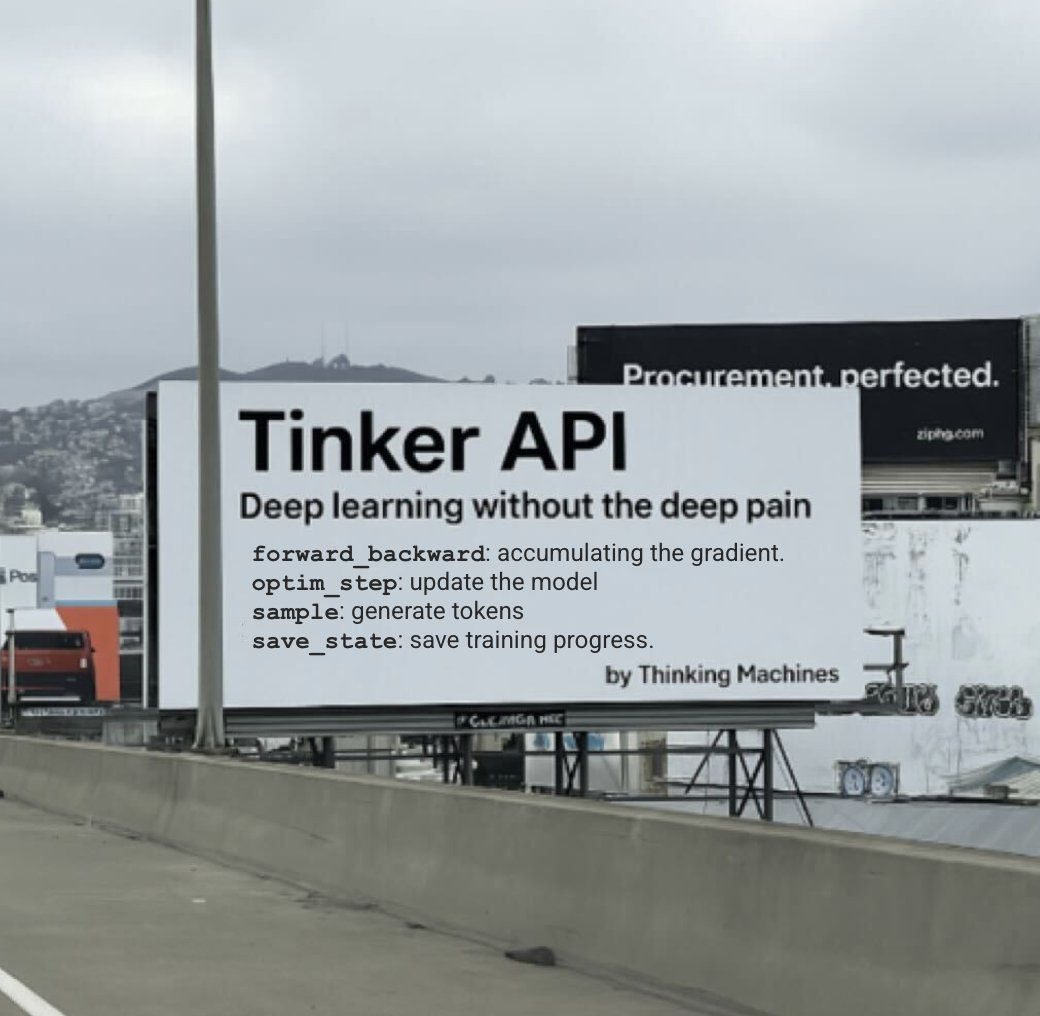 Procurement, perfected.
ziphq.com
Tinker API
Deep learning without the deep pain
forward_backward: accumulating the gradient.
optim_step: update the model
sample: generate tokens
save_state: save training progress.
by Thinking Machines
Pos